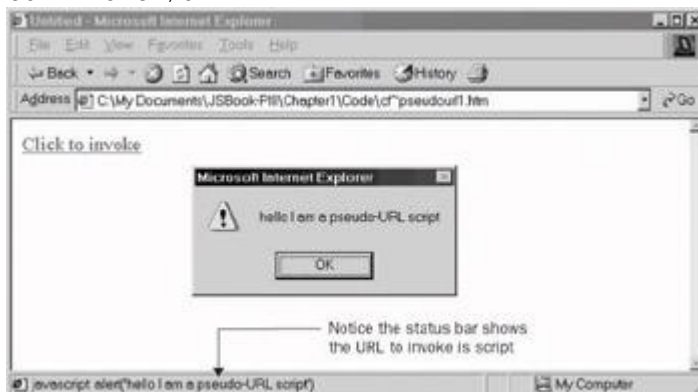 Untitled - Microsoft Internet Explorer
File Edit View Favorites Tools Help
Back Search Favorites History
Address C:\My Documents\JSBook-PIII\Chapter1\Code\cf~pseudourl1.htm Go
Click to invoke
Microsoft Internet Explorer
hello I am a pseudo-URL script
OK
Notice the status bar shows
the URL to invoke is script
javascript:alert('hello I am a pseudo-URL script') My Computer